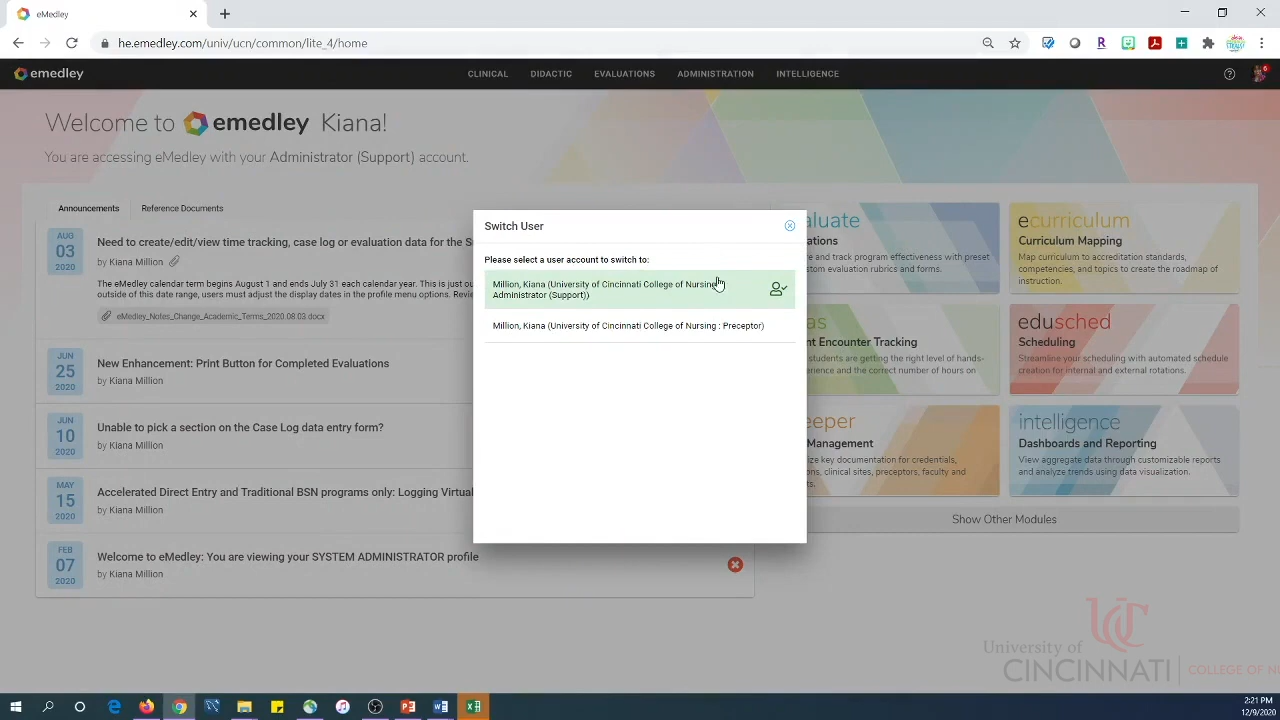 eMedley
he.emedley.com/univ/ucn/common/lite_4/home
emedley
CLINICAL DIDACTIC EVALUATIONS ADMINISTRATION INTELLIGENCE
6
Welcome to emedley Kiana!
You are accessing eMedley with your Administrator (Support) account.
Announcements Reference Documents
AUG
03
2020
Need to create/edit/view time tracking, case log or evaluation data for the
by Kiana Million
The eMedley calendar term begins August 1 and ends July 31 each calendar year. This is just
outside of this date range, users must adjust the display dates in the profile menu options.
eMedley_Notes_Change_Academic_Terms_2020.08.03.docx
JUN
25
2020
New Enhancement: Print Button for Completed Evaluations
by Kiana Million
JUN
10
2020
Unable to pick a section on the Case Log data entry form?
by Kiana Million
MAY
15
2020
Accelerated Direct Entry and Traditional BSN programs only: Logging
by Kiana Million
FEB
07
2020
Welcome to eMedley: You are viewing your SYSTEM ADMINISTRATOR profile
by Kiana Million
Switch User
Please select a user account to switch to:
Million, Kiana (University of Cincinnati College of Nursing
Administrator (Support))
Million, Kiana (University of Cincinnati College of Nursing : Preceptor)
ecurriculum
Curriculum Mapping
Map curriculum to accreditation standards,
competencies, and topics to create the roadmap of
instruction.
and track program effectiveness with preset
evaluation rubrics and forms.
Encounter Tracking
students are getting the right level of hands-
and the correct number of hours on
edusched
Scheduling
Streamline your scheduling with automated schedule
creation for internal and external rotations.
Management
key documentation for credentials,
clinical sites, preceptors, faculty and
intelligence
Dashboards and Reporting
View aggregate data through customizable reports
and analyze trends using data visualization.
Show Other Modules
UC
University of
CINCINNATI
COLLEGE OF
2:21 PM
12/9/2020